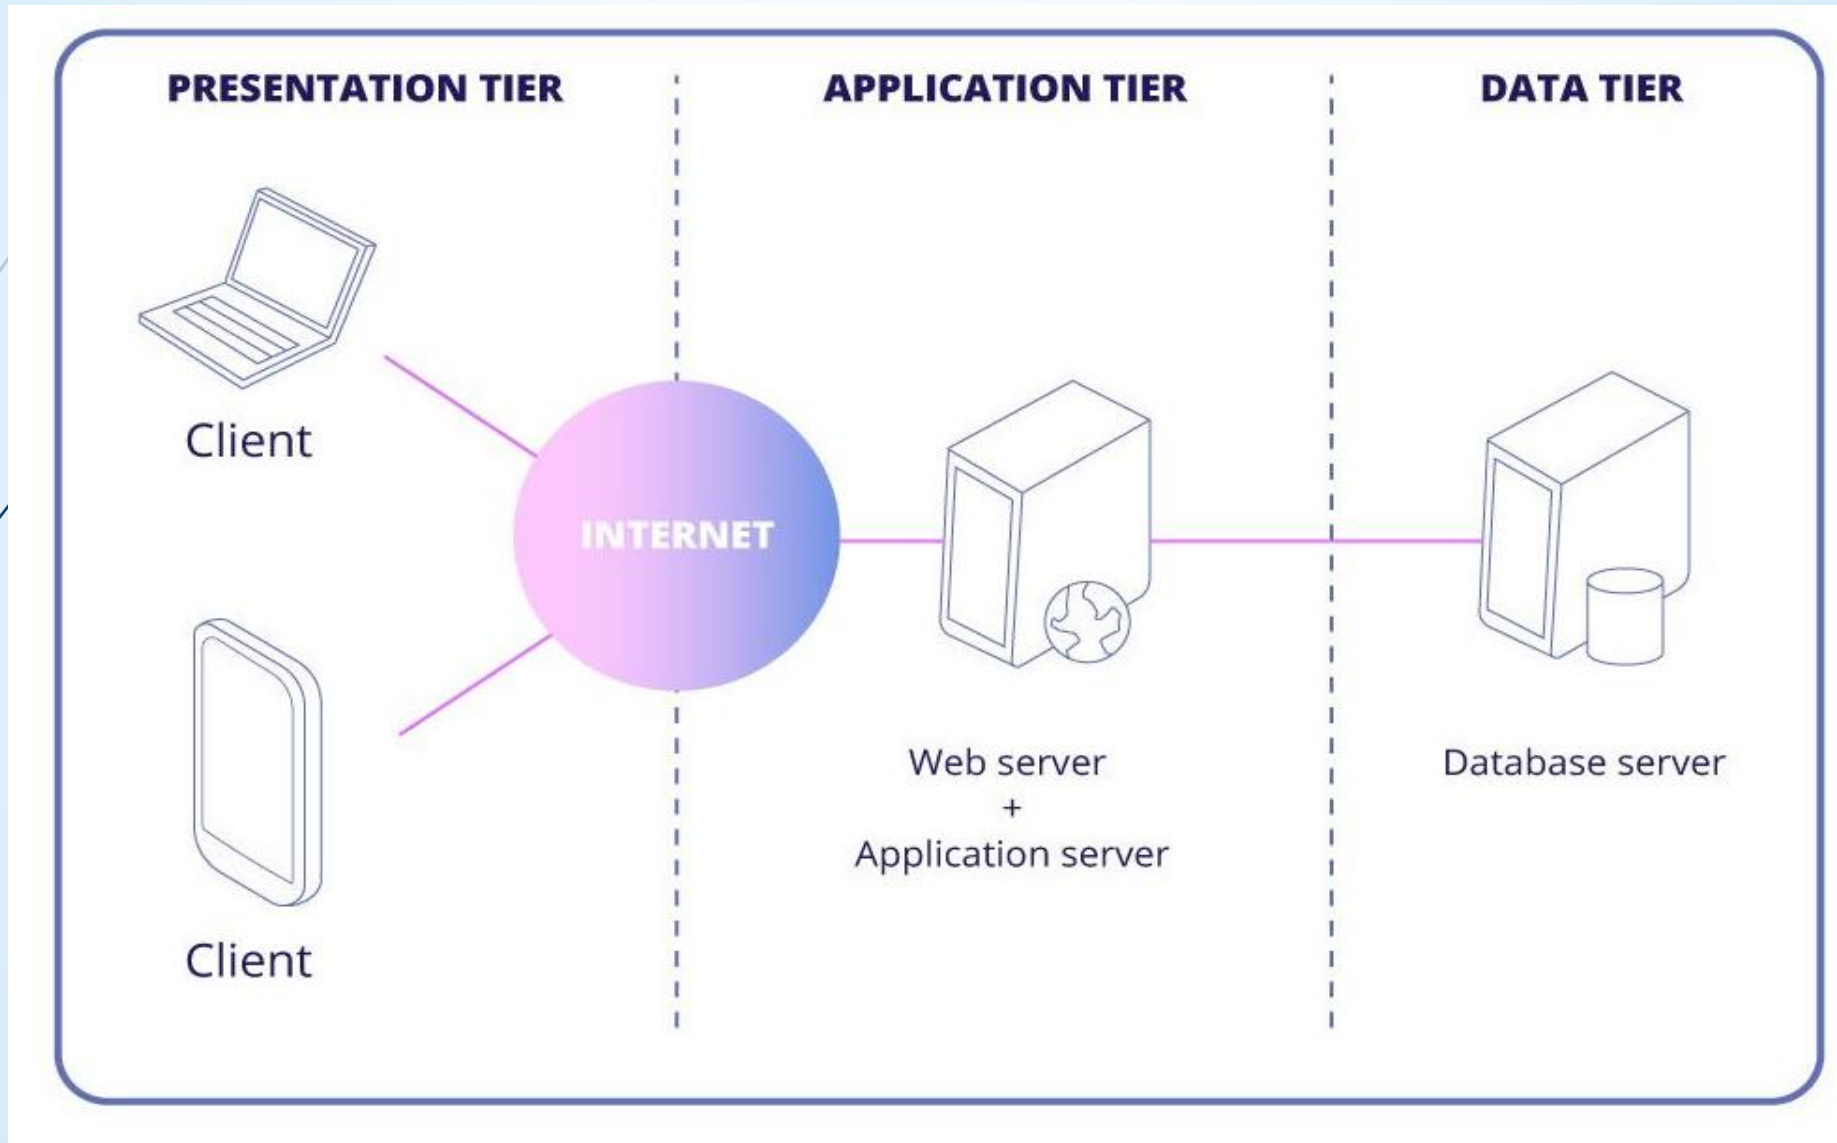 PRESENTATION TIER
APPLICATION TIER
DATA TIER
Client
INTERNET
Client
Web server
+
Application server
Database server